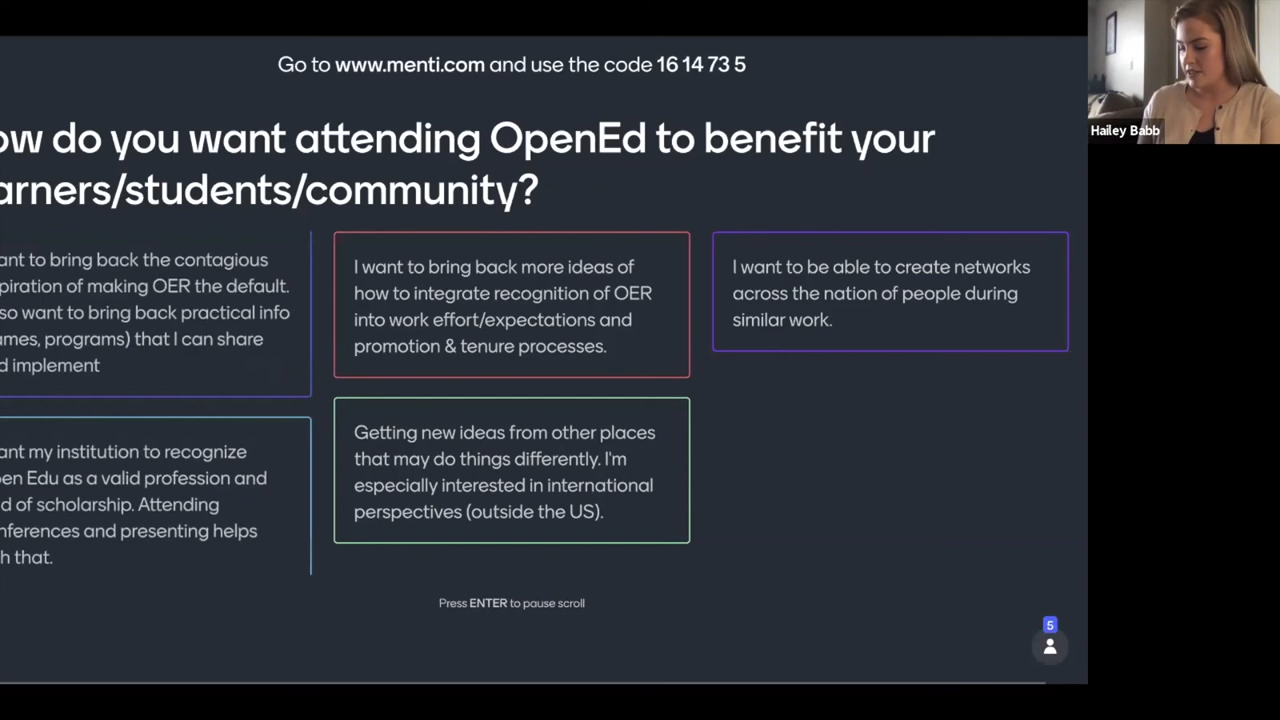 Go to www.menti.com and use the code 16 14 73 5
ow do you want attending OpenEd to benefit your
arners/students/community?
ant to bring back the contagious
piration of making OER the default.
so want to bring back practical info
ames, programs) that I can share
d implement
ant my institution to recognize
pen Edu as a valid profession and
d of scholarship. Attending
nferences and presenting helps
h that.
I want to bring back more ideas of
how to integrate recognition of OER
into work effort/expectations and
promotion & tenure processes.
Getting new ideas from other places
that may do things differently. I'm
especially interested in international
perspectives (outside the US).
I want to be able to create networks
across the nation of people during
similar work.
Press ENTER to pause scroll
5
Hailey Babb